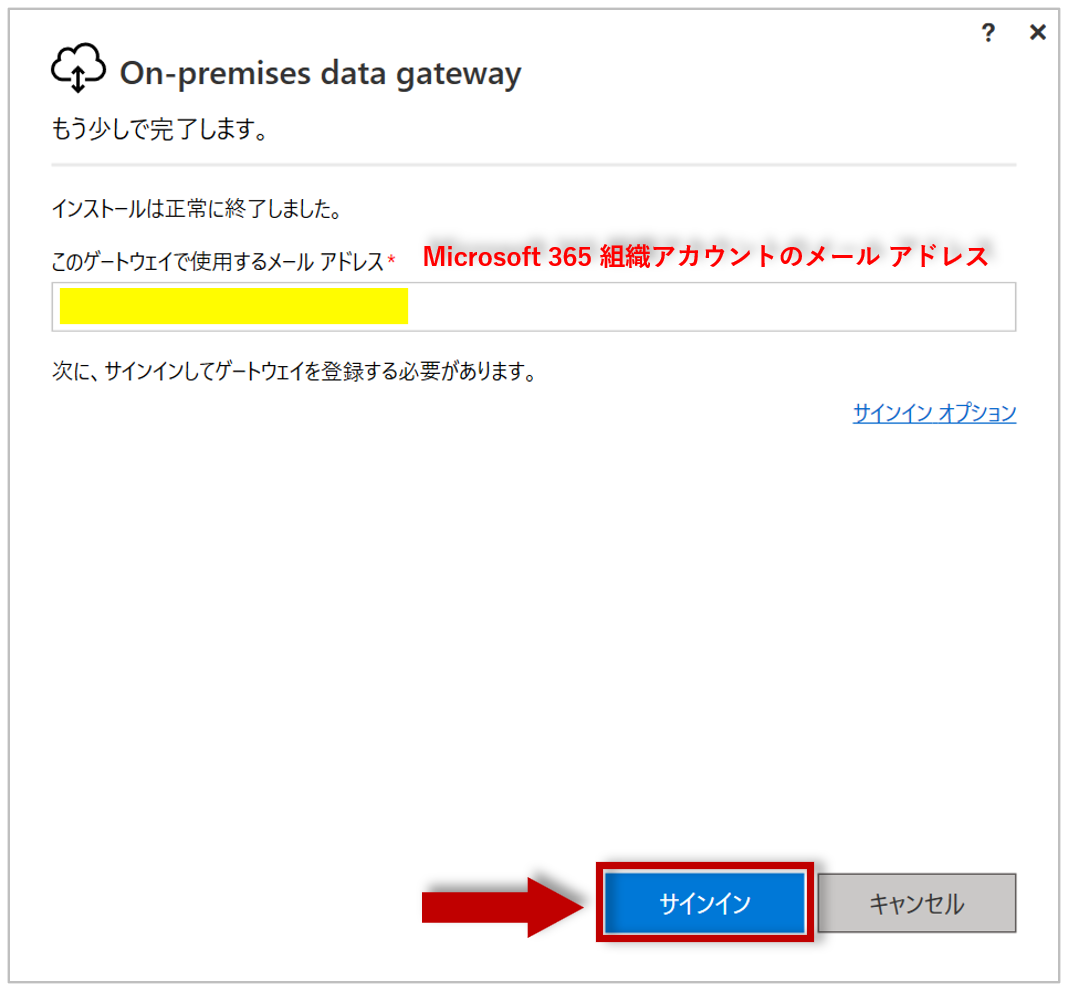 ? ×
On-premises data gateway
もう少しで完了します。
インストールは正常に終了しました。
このゲートウェイで使用するメール アドレス* Microsoft 365 組織アカウントのメール アドレス
次に、サインインしてゲートウェイを登録する必要があります。
サインイン オプション
サインイン キャンセル